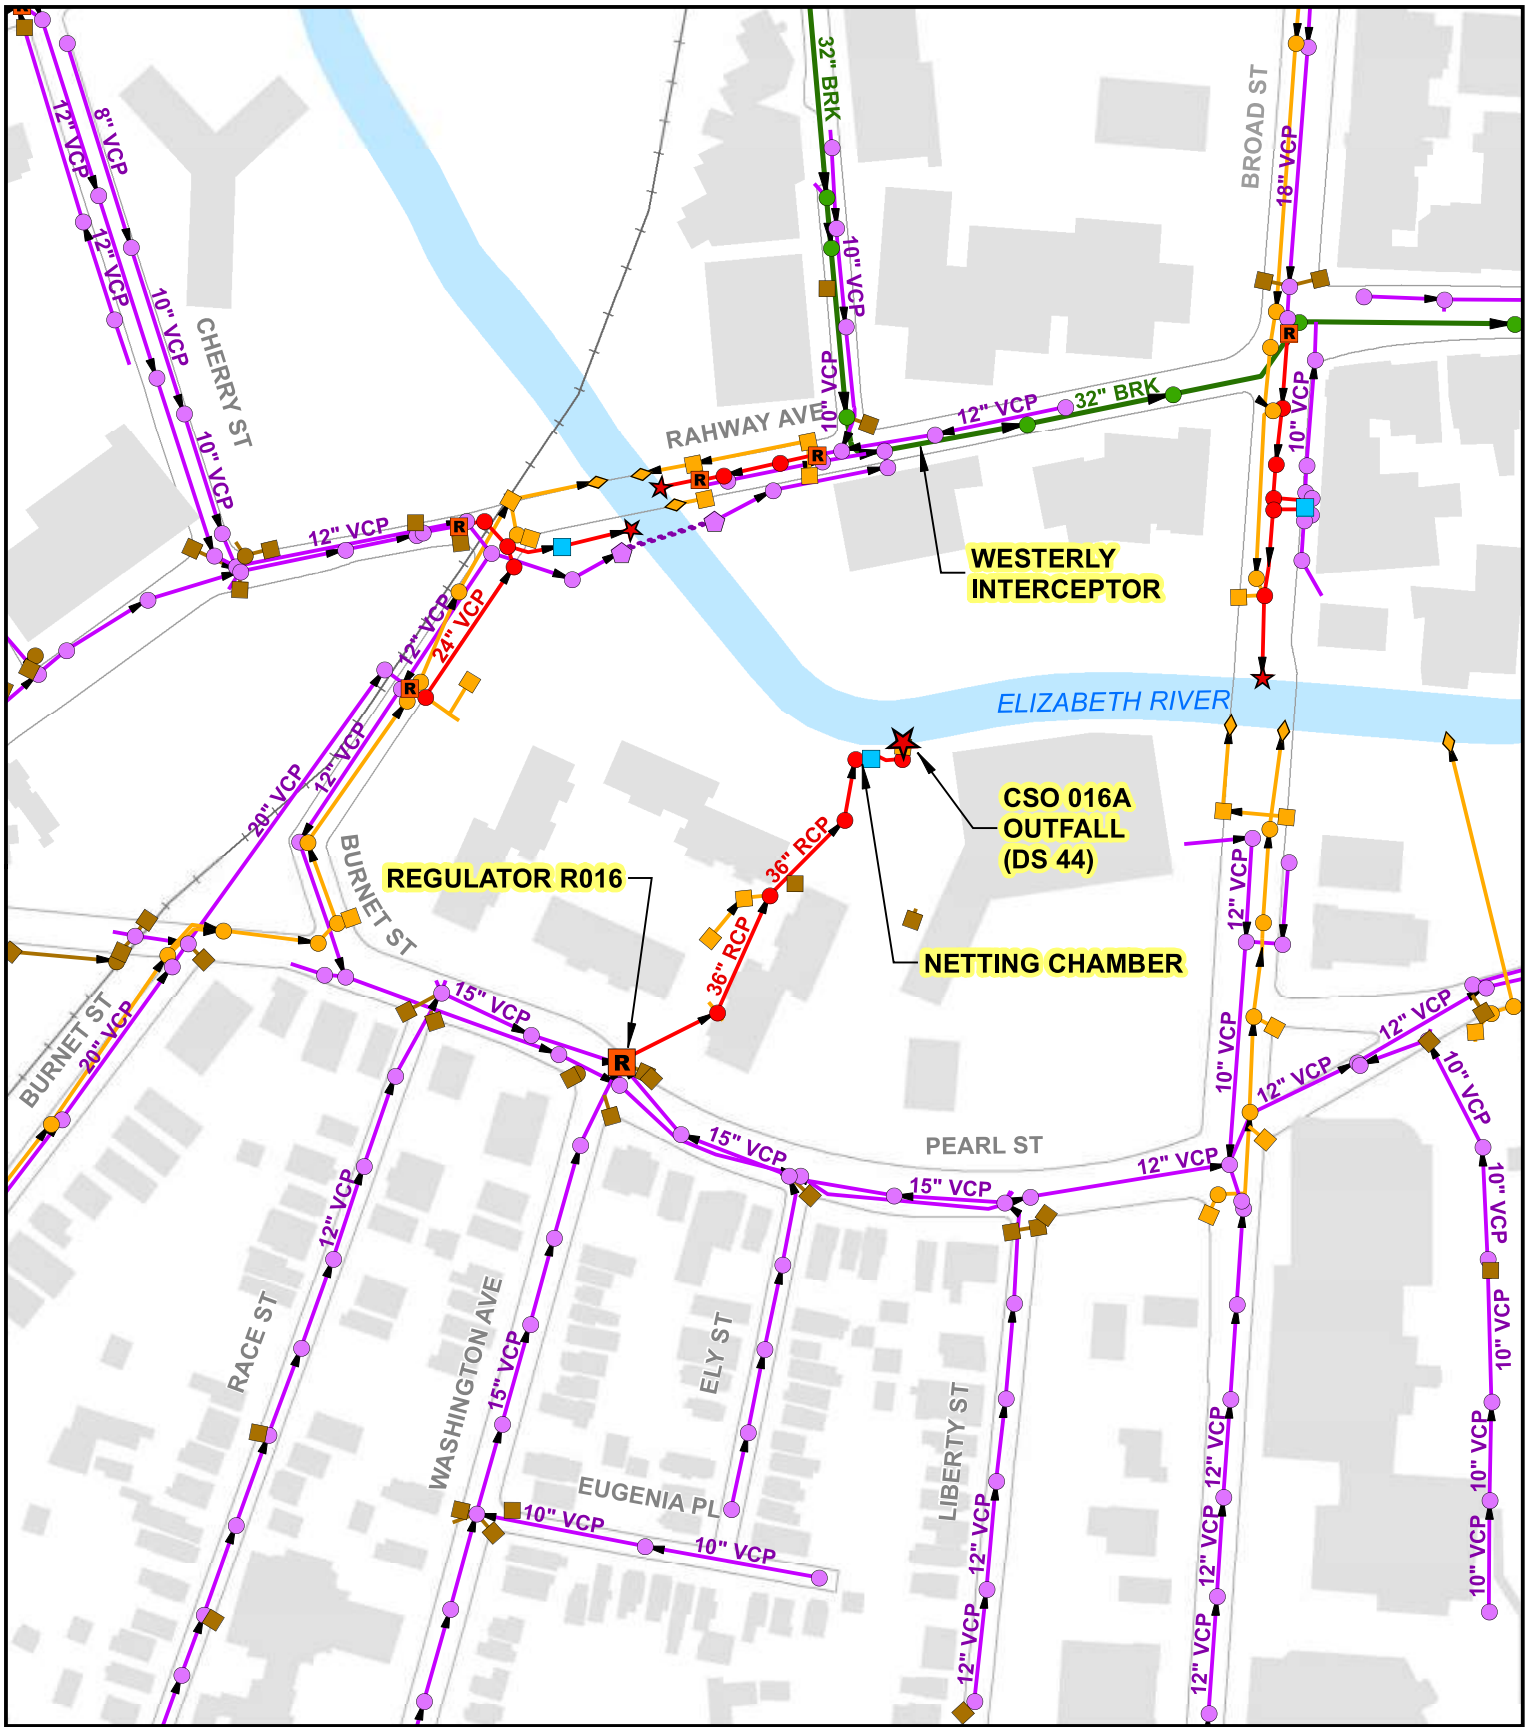 32" BRK
BROAD ST
12" VCP
8" VCP
18" VCP
12" VCP
10" VCP
10" VCP
CHERRY ST
10" VCP
RAHWAY AVE
10" VCP
12" VCP
32" BRK
10" VCP
10" VCP
12" VCP
WESTERLY
INTERCEPTOR
12" VCP
24" VCP
R
R
R
R
R
ELIZABETH RIVER
20" VCP
12" VCP
CSO 016A
OUTFALL
(DS 44)
BURNET ST
REGULATOR R016
36" RCP
12" VCP
36" RCP
NETTING CHAMBER
BURNET ST
20" VCP
15" VCP
12" VCP
10" VCP
12" VCP
10" VCP
R
15" VCP
PEARL ST
12" VCP
15" VCP
10" VCP
12" VCP
RACE ST
WASHINGTON AVE
15" VCP
ELY ST
10" VCP
LIBERTY ST
12" VCP
10" VCP
EUGENIA PL
10" VCP
10" VCP
12" VCP
12" VCP
10" VCP
12" VCP
12" VCP